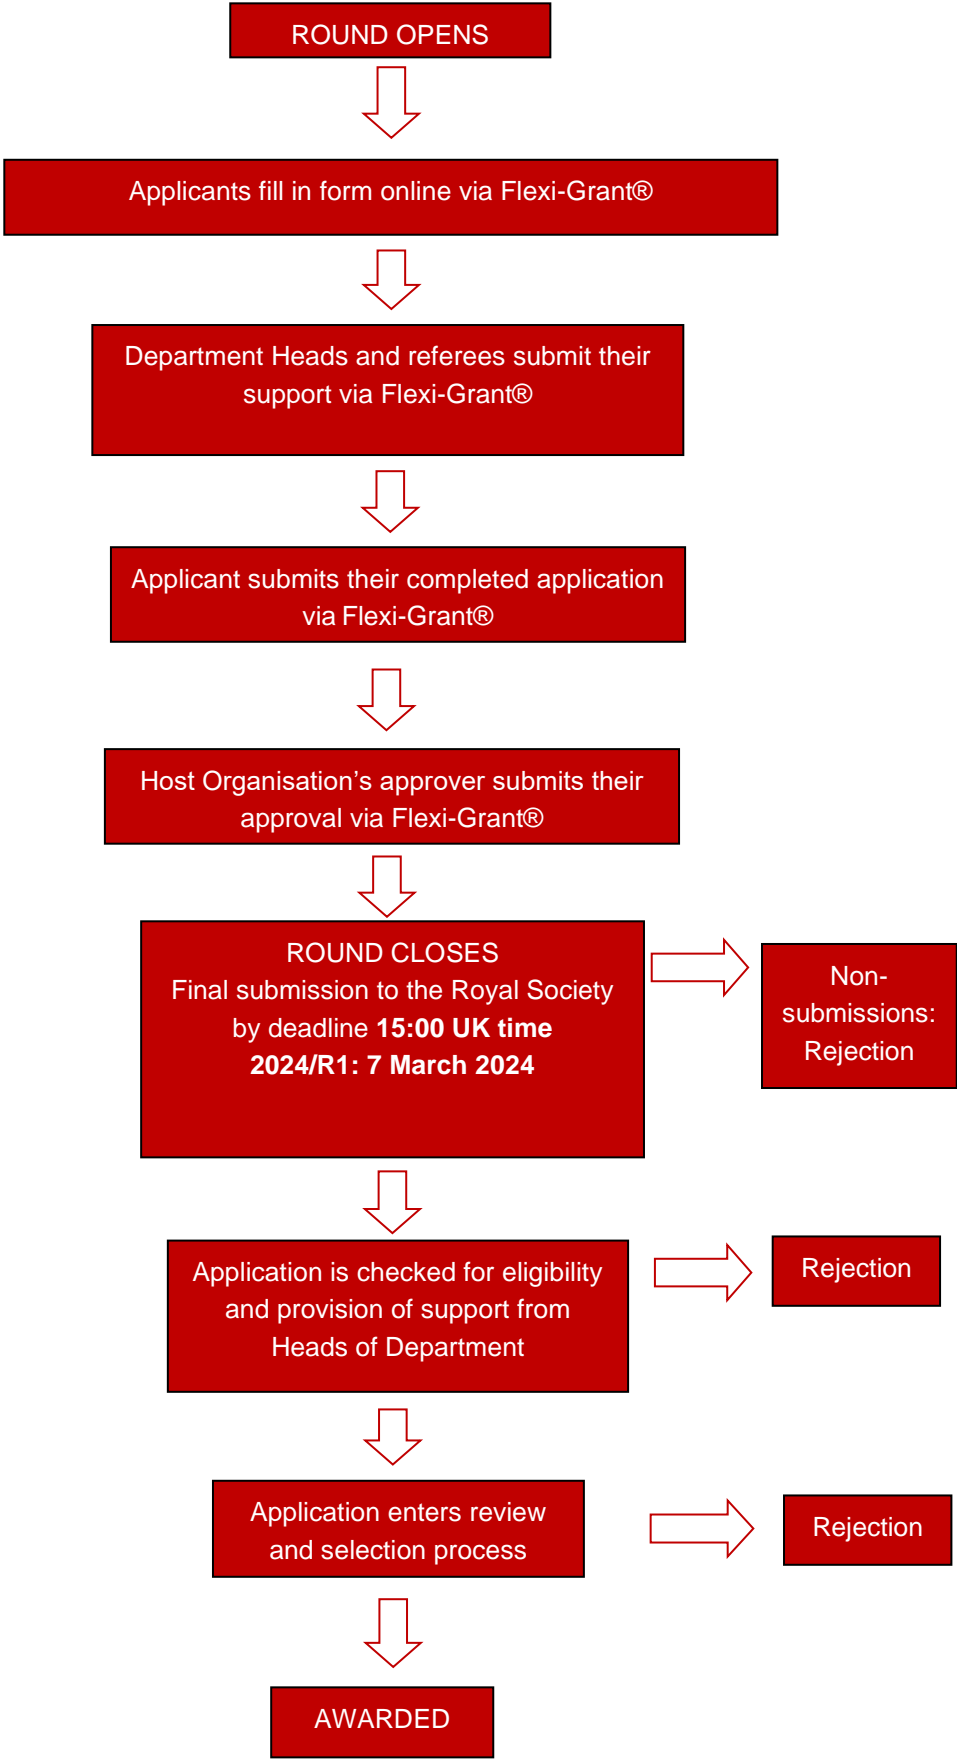 ROUND OPENS
Applicants fill in form online via Flexi-Grant®
Department Heads and referees submit their
support via Flexi-Grant®
Applicant submits their completed application
via Flexi-Grant®
Host Organisation’s approver submits their
approval via Flexi-Grant®
ROUND CLOSES
Final submission to the Royal Society
by deadline 15:00 UK time
2024/R1: 7 March 2024
Non-
submissions:
Rejection
Application is checked for eligibility
and provision of support from
Heads of Department
Rejection
Application enters review
and selection process
Rejection
AWARDED